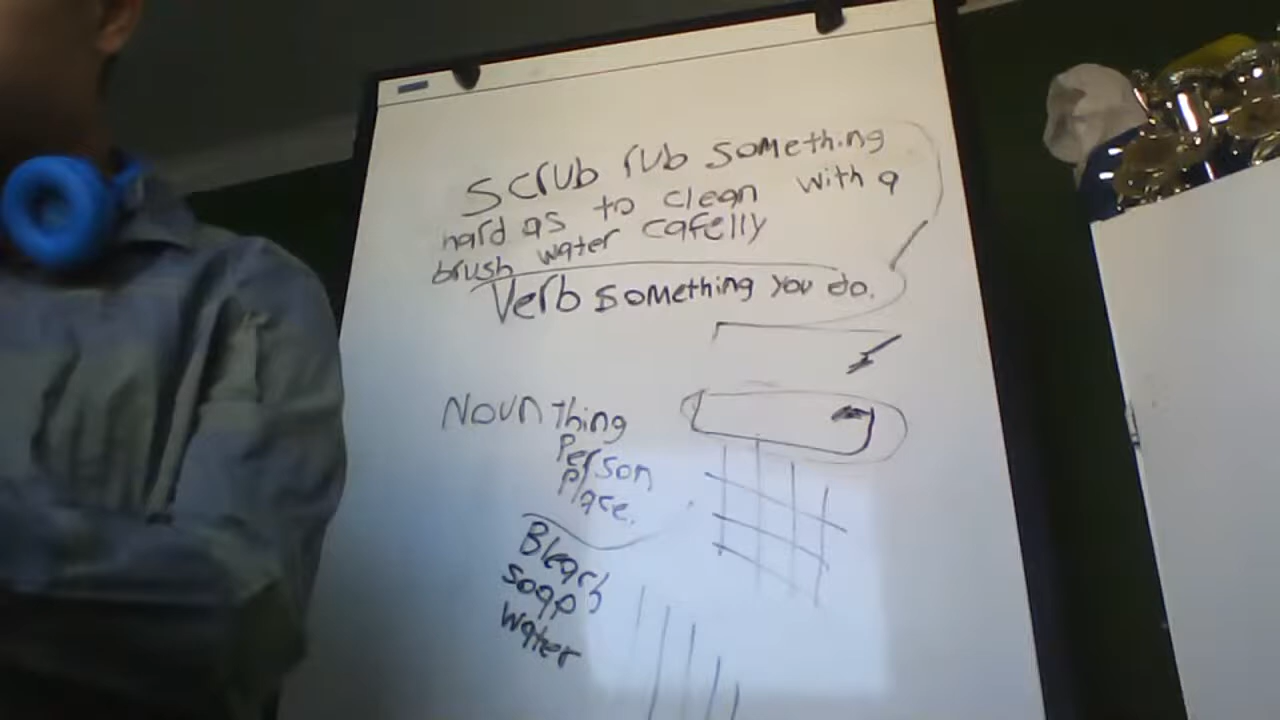 Scrub rub something
hard as to clean with a
brush water cafelly
Verb something you do.
Noun Thing
Person
Place.
Bleach
soap
water